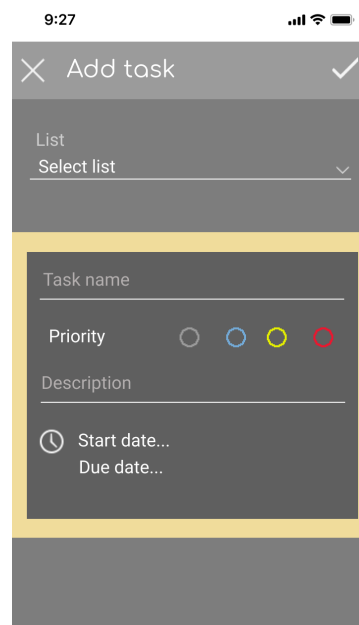 9:27
Add task
List
Select list
Task name
Priority
Description
Start date...
Due date...